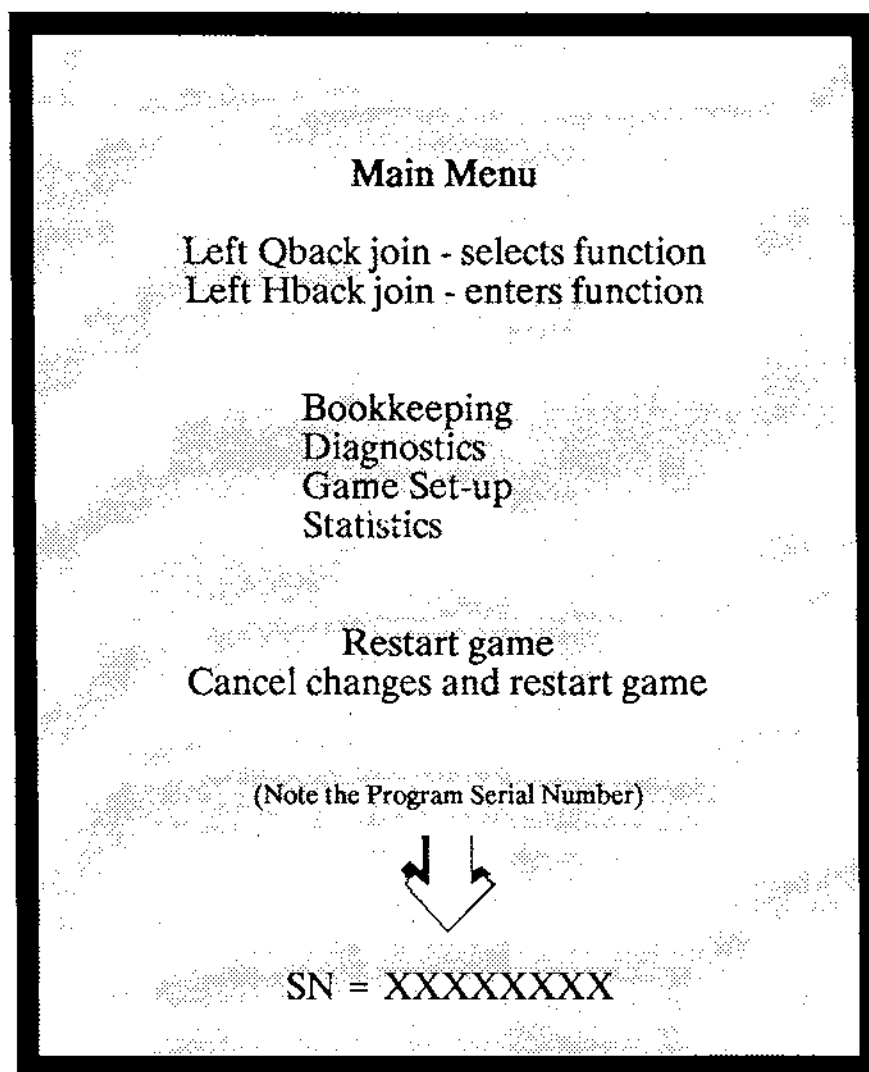 Main Menu
Left Qback join - selects function
Left Hback join - enters function
Bookkeeping
Diagnostics
Game Set-up
Statistics
Restart game
Cancel changes and restart game
(Note the Program Serial Number)
SN = XXXXXXXX